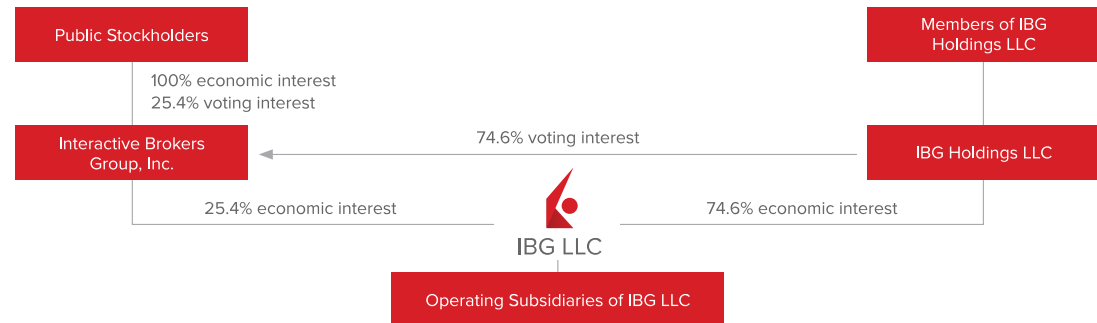 Public Stockholders
Members of IBG
Holdings LLC
100% economic interest
25.4% voting interest
Interactive Brokers
Group, Inc.
74.6% voting interest
IBG Holdings LLC
25.4% economic interest
74.6% economic interest
IBG LLC
Operating Subsidiaries of IBG LLC